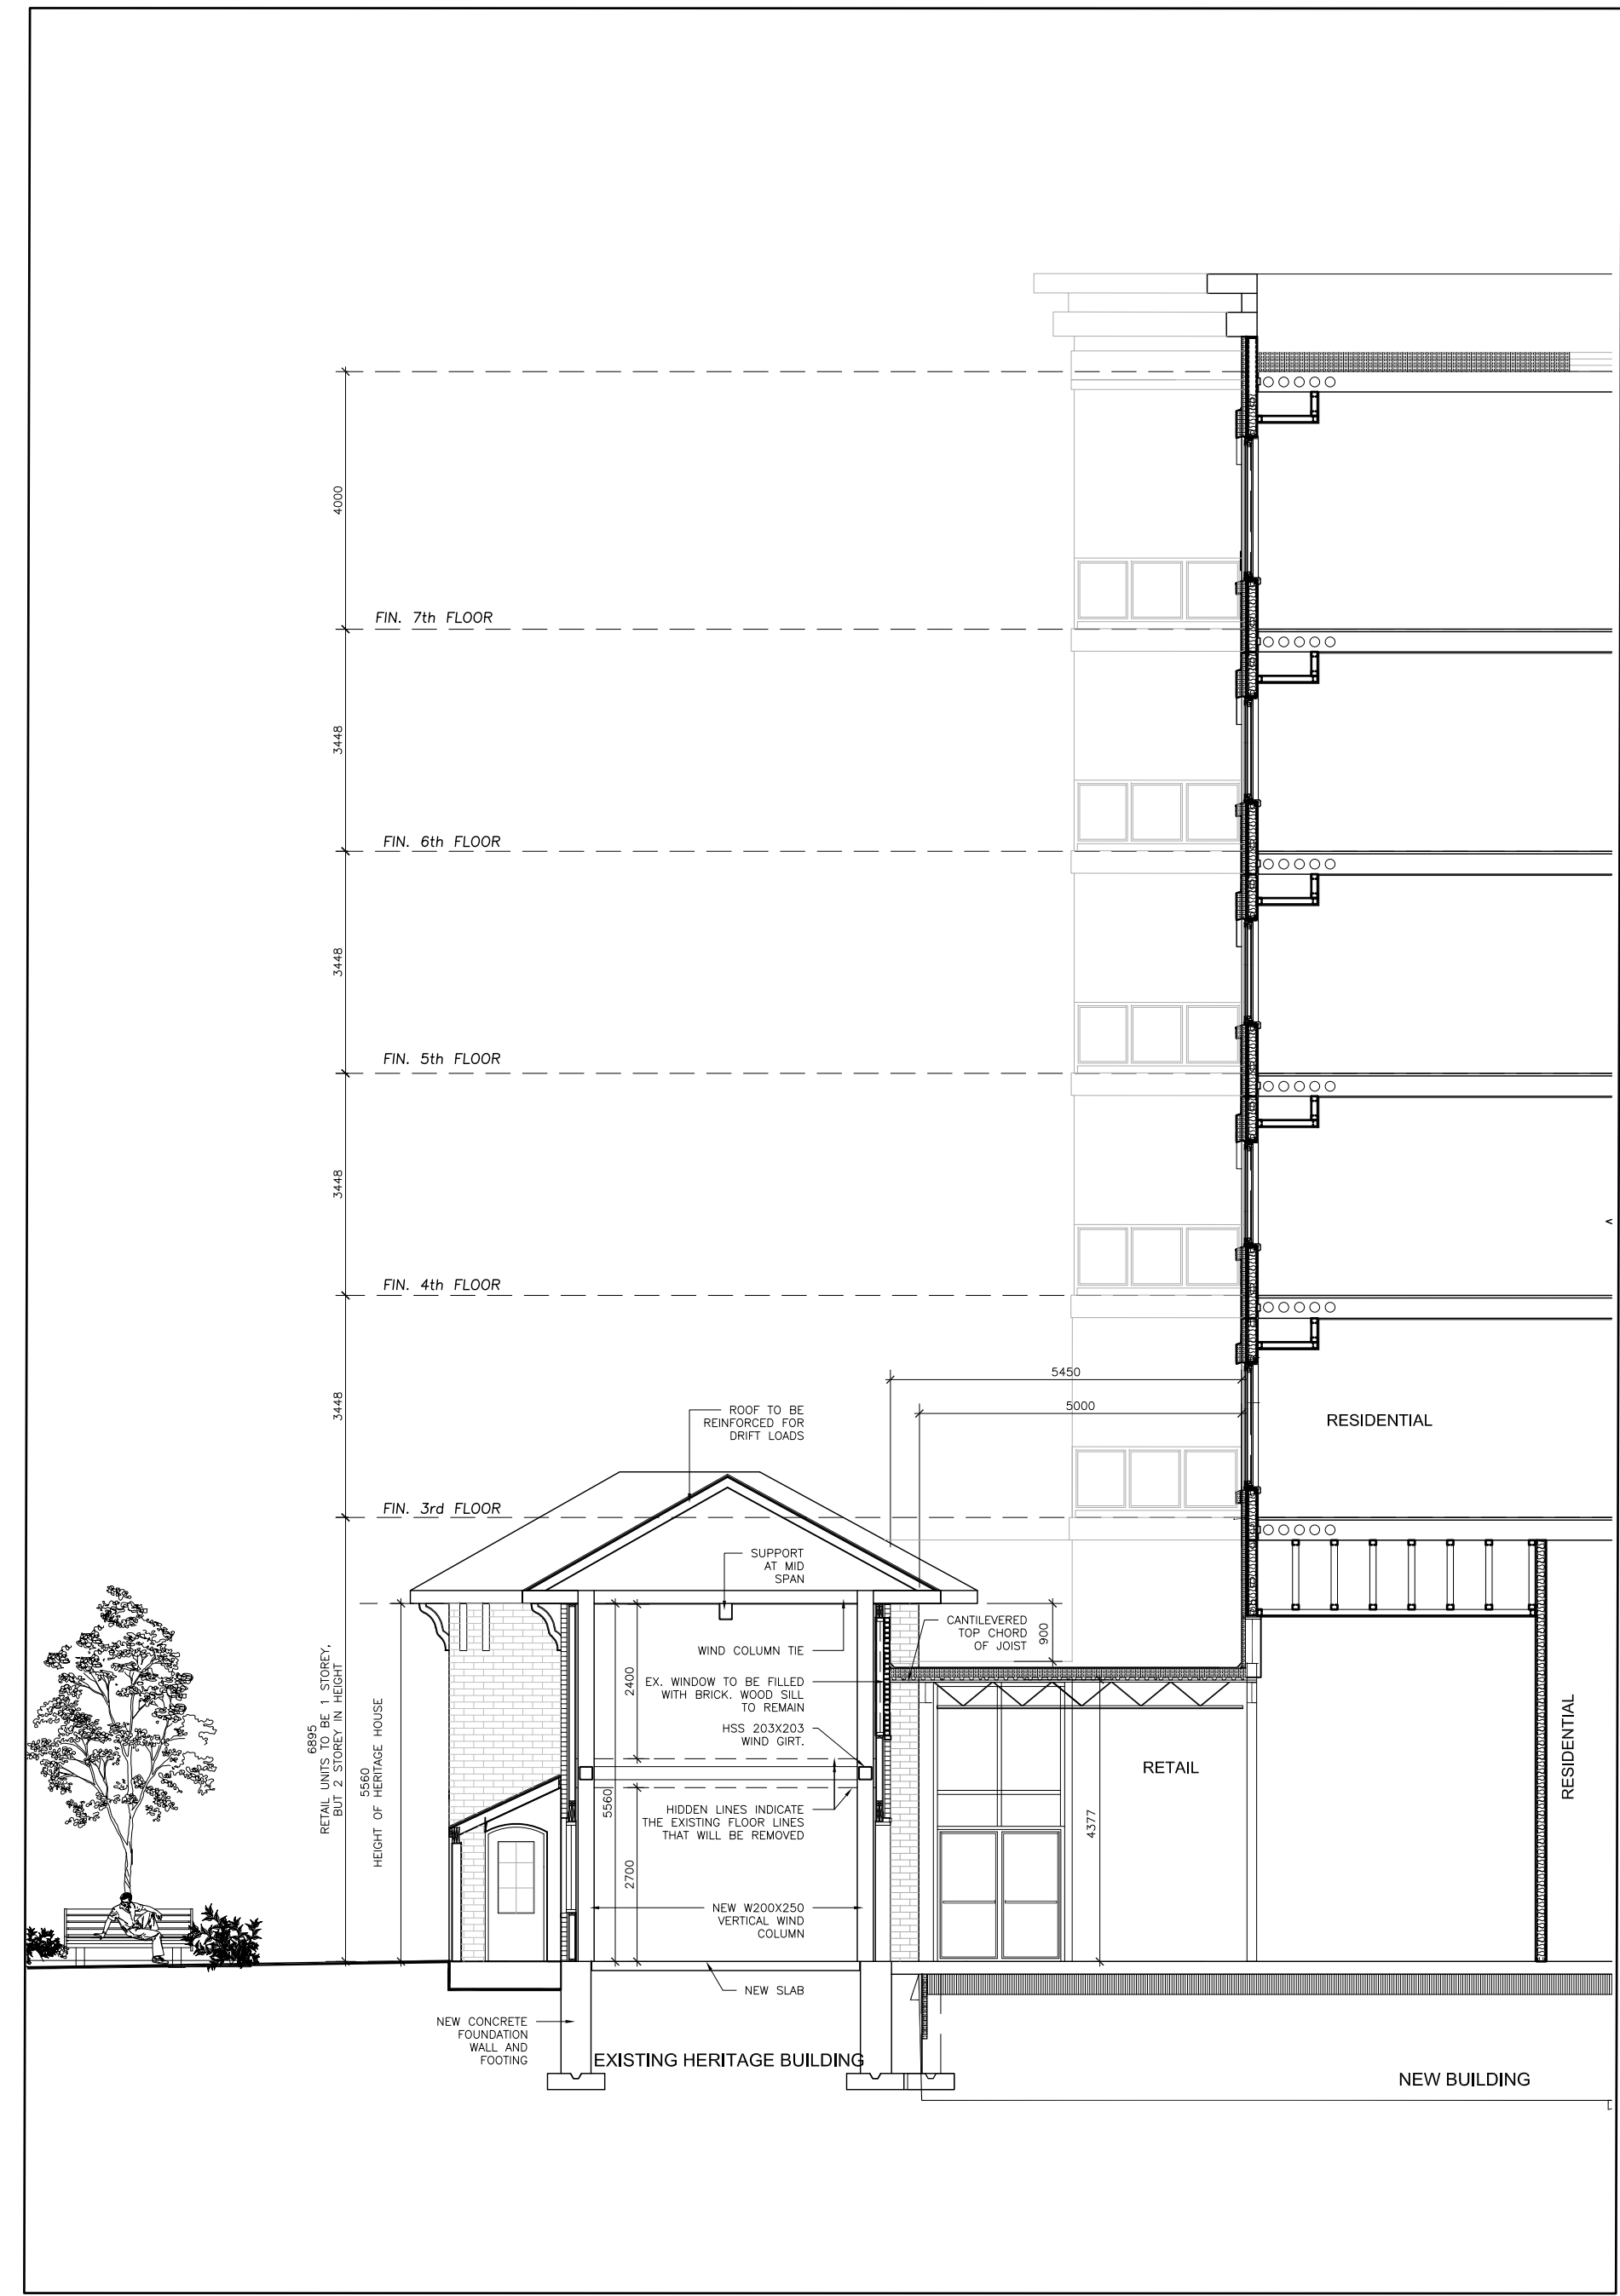 4000
FIN. 7th FLOOR
3448
FIN. 6th FLOOR
3448
FIN. 5th FLOOR
3448
FIN. 4th FLOOR
3448
FIN. 3rd FLOOR
5450
5000
RESIDENTIAL
ROOF TO BE
REINFORCED FOR
DRIFT LOADS
SUPPORT
AT MID
SPAN
CANTILEVERED
TOP CHORD
OF JOIST
900
WIND COLUMN TIE
2400
EX. WINDOW TO BE FILLED
WITH BRICK. WOOD SILL
TO REMAIN
HSS 203X203
WIND GIRT.
6895
RETAIL UNITS TO BE 1 STOREY,
BUT 2 STOREY IN HEIGHT
5560
HEIGHT OF HERITAGE HOUSE
5560
HIDDEN LINES INDICATE
THE EXISTING FLOOR LINES
THAT WILL BE REMOVED
2700
RETAIL
4377
RESIDENTIAL
NEW W200X250
VERTICAL WIND
COLUMN
NEW SLAB
NEW CONCRETE
FOUNDATION
WALL AND
FOOTING
EXISTING HERITAGE BUILDING
NEW BUILDING